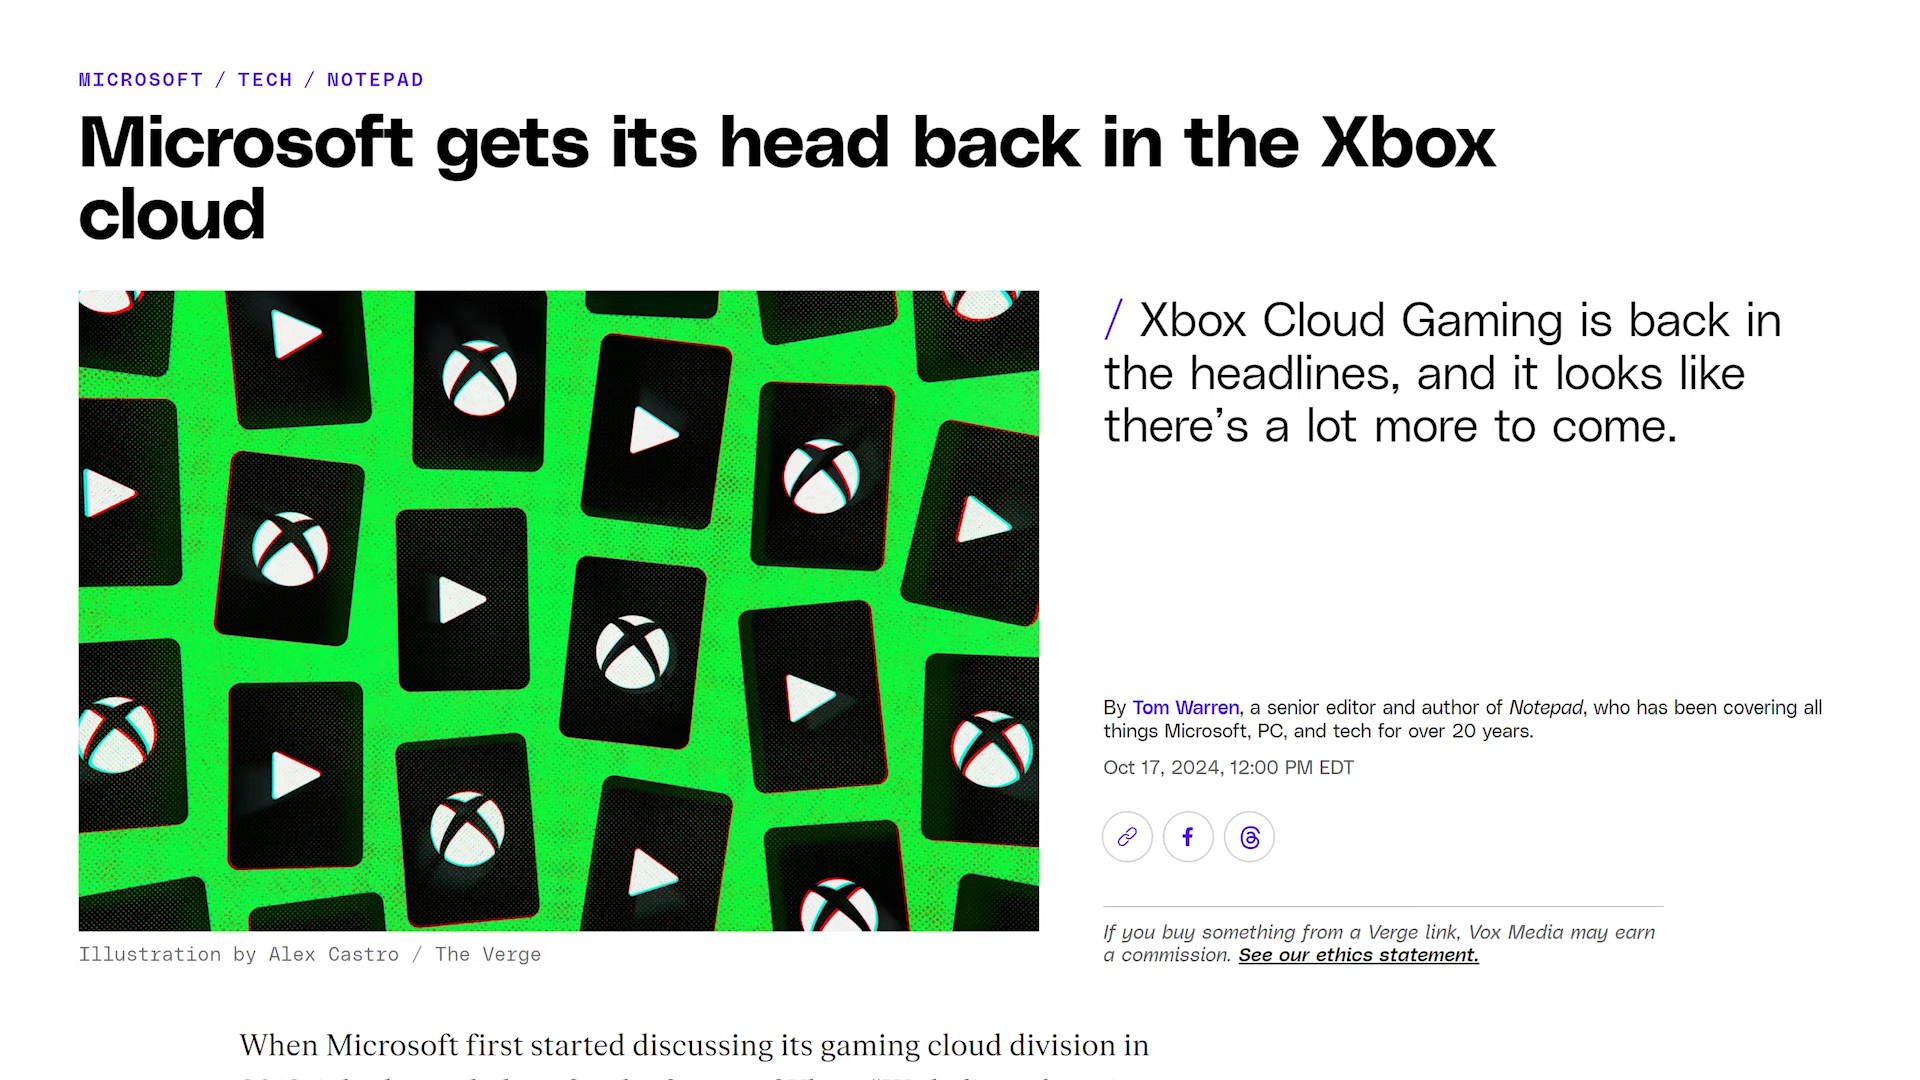 MICROSOFT / TECH / NOTEPAD
Microsoft gets its head back in the Xbox
cloud
/ Xbox Cloud Gaming is back in
the headlines, and it looks like
there’s a lot more to come.
By Tom Warren, a senior editor and author of Notepad, who has been covering all
things Microsoft, PC, and tech for over 20 years.
Oct 17, 2024, 12:00 PM EDT
If you buy something from a Verge link, Vox Media may earn
a commission. See our ethics statement.
Illustration by Alex Castro / The Verge
When Microsoft first started discussing its gaming cloud division in